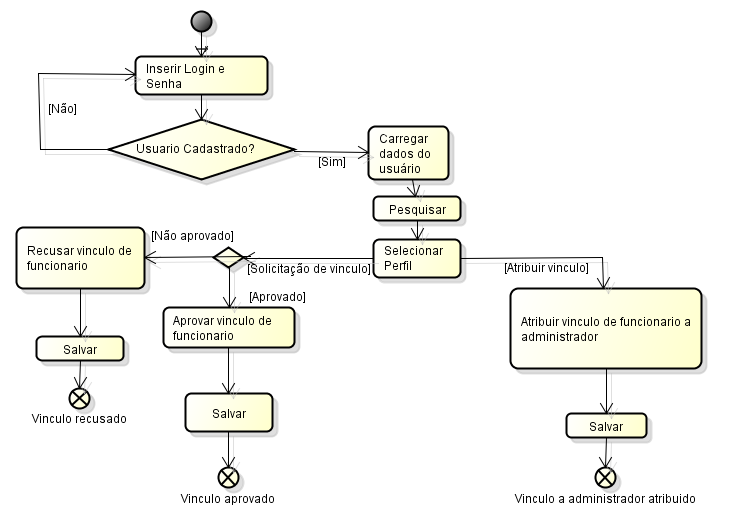 Inserir Login e
Senha
[Não]
Usuario Cadastrado?
[Sim]
Carregar
dados do
usuário
Pesquisar
Selecionar
Perfil
[Não aprovado]
[Solicitação de vinculo]
[Atribuir vinculo]
Recusar vinculo de
funcionario
[Aprovado]
Aprovar vinculo de
funcionario
Atribuir vinculo de funcionario a
administrador
Salvar
Salvar
Salvar
Vinculo recusado
Vinculo aprovado
Vinculo a administrador atribuido